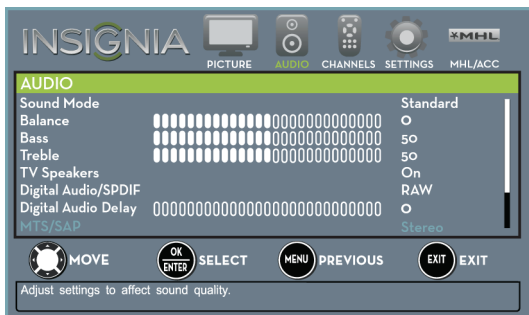 INSIGNIA
PICTURE AUDIO CHANNELS SETTINGS MHL MHL/ACC
AUDIO
Sound Mode Standard
Balance 0
Bass 50
Treble 50
TV Speakers On
Digital Audio/SPDIF RAW
Digital Audio Delay 0
MTS/SAP Stereo
MOVE OK ENTER SELECT MENU PREVIOUS EXIT EXIT
Adjust settings to affect sound quality.